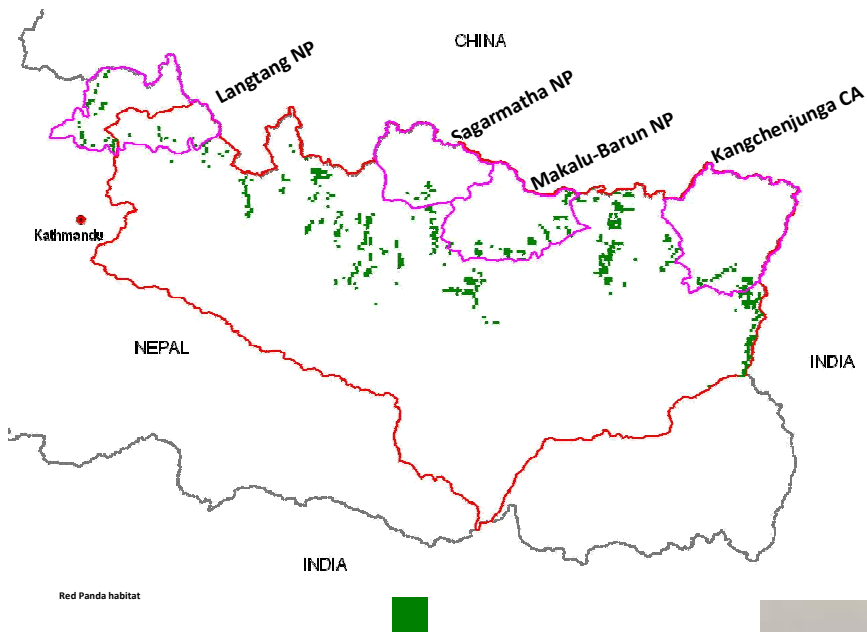 CHINA
Langtang NP
Sagarmatha NP
Makalu-Barun NP
Kangchenjunga CA
Kathmandu
NEPAL
INDIA
INDIA
Red Panda habitat